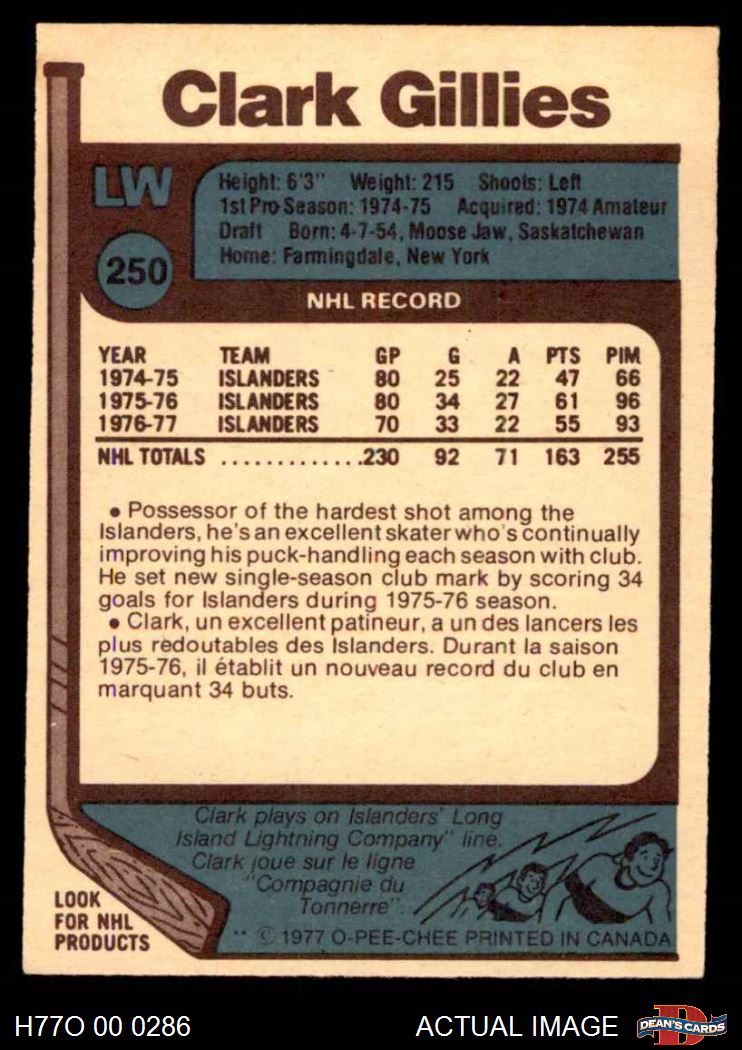 Clark Gillies
LW
Height: 6'3" Weight: 215 Shoots: Left
1st Pro Season: 1974-75 Acquired: 1974 Amateur
Draft Born: 4-7-54, Moose Jaw, Saskatchewan
Home: Farmingdale, New York
250
NHL RECORD
YEAR TEAM GP G A PTS PIM
1974-75 ISLANDERS 80 25 22 47 66
1975-76 ISLANDERS 80 34 27 61 96
1976-77 ISLANDERS 70 33 22 55 93
NHL TOTALS .............. 230 92 71 163 255
• Possessor of the hardest shot among the
Islanders, he's an excellent skater who's continually
improving his puck-handling each season with club.
He set new single-season club mark by scoring 34
goals for Islanders during 1975-76 season.
• Clark, un excellent patineur, a un des lancers les
plus redoutables des Islanders. Durant la saison
1975-76, il établit un nouveau record du club en
marquant 34 buts.
Clark plays on Islanders' Long
Island Lightning Company" line.
Clark joue sur le ligne
"Compagnie du
Tonnerre".
LOOK
FOR NHL
PRODUCTS
© 1977 O-PEE-CHEE PRINTED IN CANADA
H77O 00 0286
ACTUAL IMAGE
D
DEAN'S CARDS